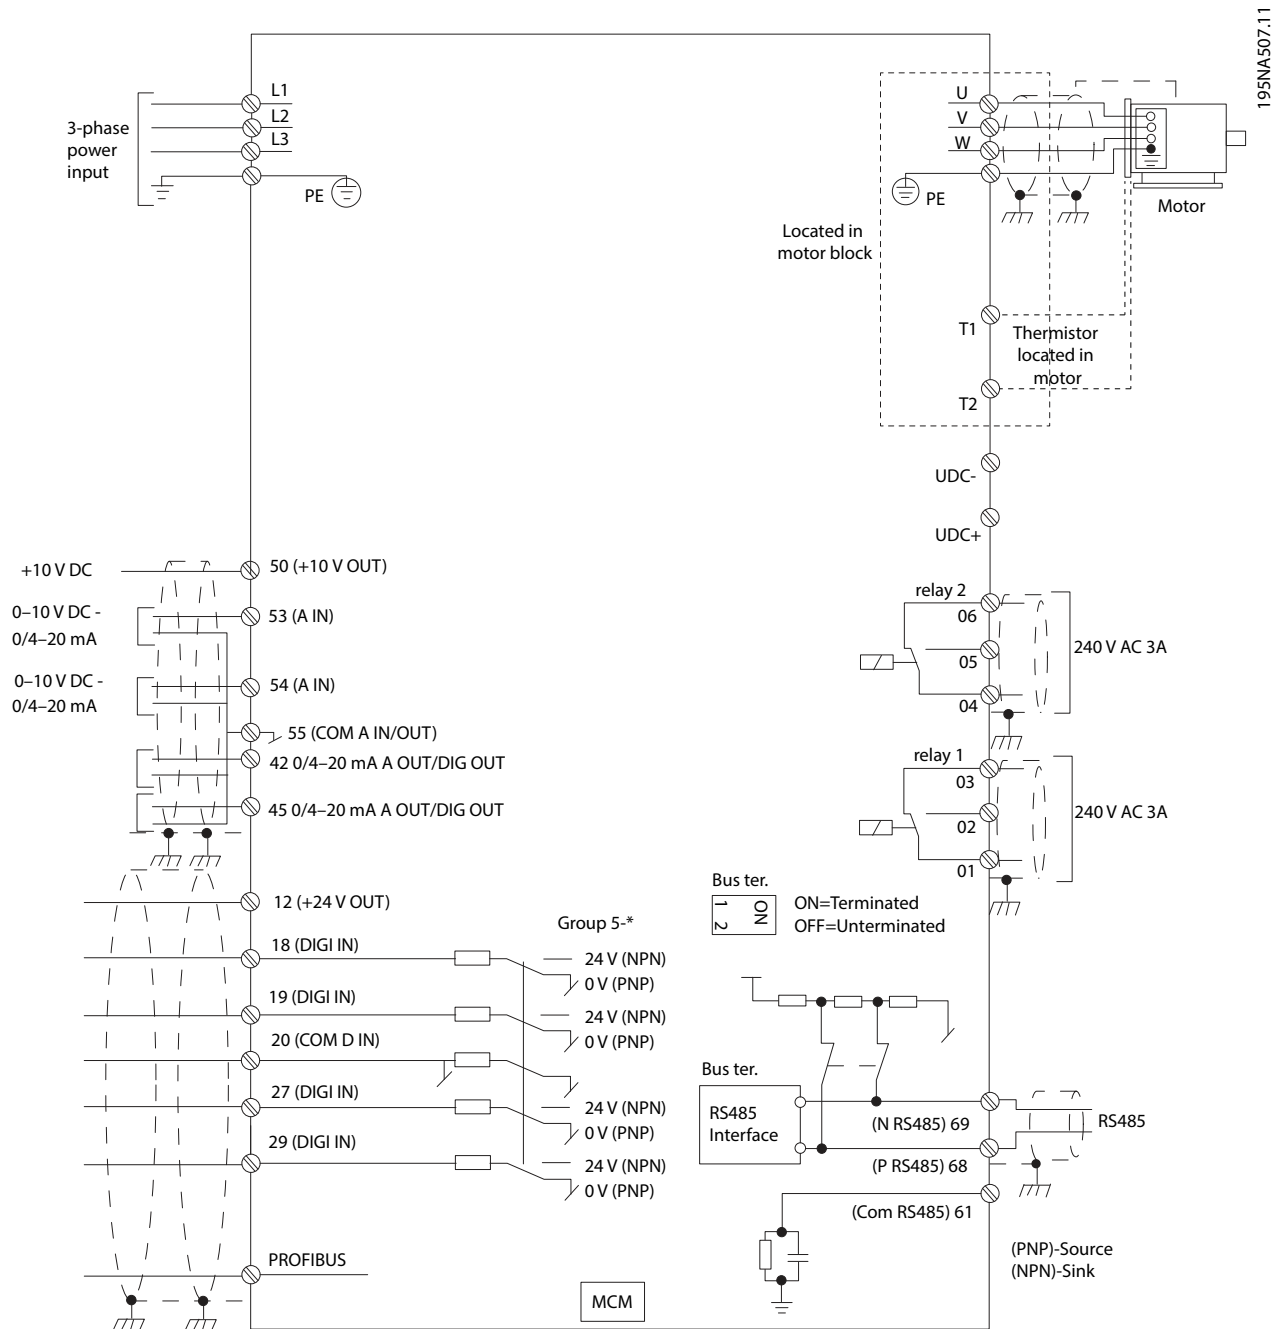 195NA507.11
L1
L2
L3
3-phase
power
input
PE
U
V
W
PE
Motor
Located in
motor block
T1
Thermistor
located in
motor
T2
UDC-
UDC+
+10 V DC
50 (+10 V OUT)
0–10 V DC -
0/4–20 mA
53 (A IN)
0–10 V DC -
0/4–20 mA
54 (A IN)
55 (COM A IN/OUT)
42 0/4–20 mA A OUT/DIG OUT
45 0/4–20 mA A OUT/DIG OUT
relay 2
06
05
04
240 V AC 3A
relay 1
03
02
01
240 V AC 3A
12 (+24 V OUT)
Group 5-*
18 (DIGI IN)
24 V (NPN)
0 V (PNP)
19 (DIGI IN)
24 V (NPN)
0 V (PNP)
20 (COM D IN)
27 (DIGI IN)
24 V (NPN)
0 V (PNP)
29 (DIGI IN)
24 V (NPN)
0 V (PNP)
PROFIBUS
Bus ter.
1 2
ON
ON=Terminated
OFF=Unterminated
Bus ter.
RS485
Interface
(N RS485) 69
RS485
(P RS485) 68
(Com RS485) 61
(PNP)-Source
(NPN)-Sink
MCM